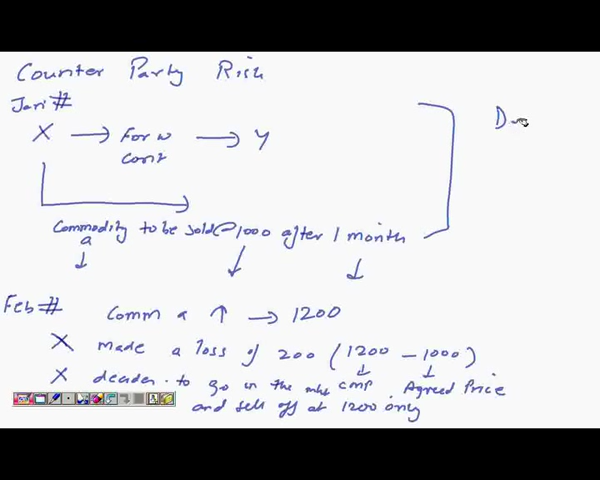 Counter Party Risk
Jan #
X → Forw → Y
cont
Commodity to be sold @ 1000 after 1 month
a
Feb #
Comm a ↑ → 1200
X made a loss of 200 (1200 - 1000)
X decides to go in the mkt CMP Agreed Price
and sell off at 1200 only